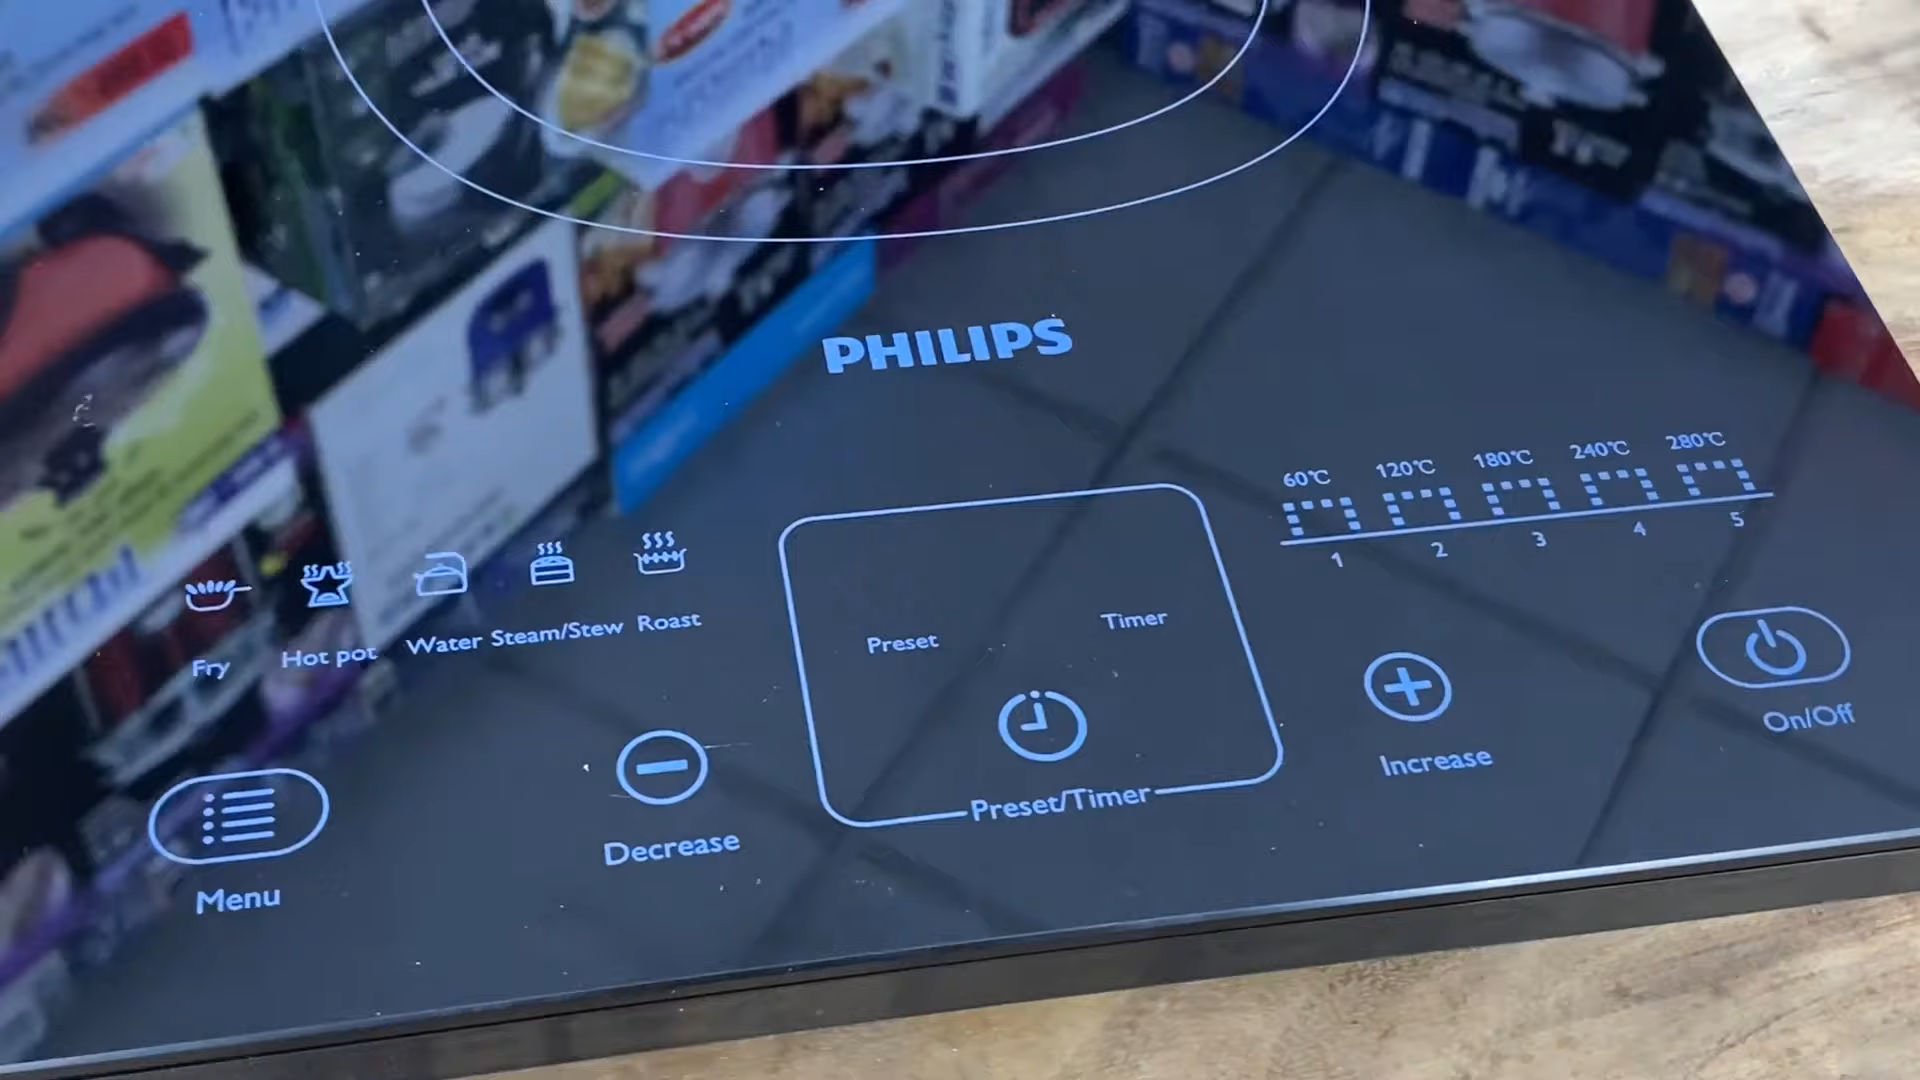 PHILIPS
60℃ 120℃ 180℃ 240℃ 280℃
1 2 3 4 5
Fry Hot pot Water Steam/Stew Roast
Preset Timer
Preset/Timer
Menu
Decrease
Increase
On/Off